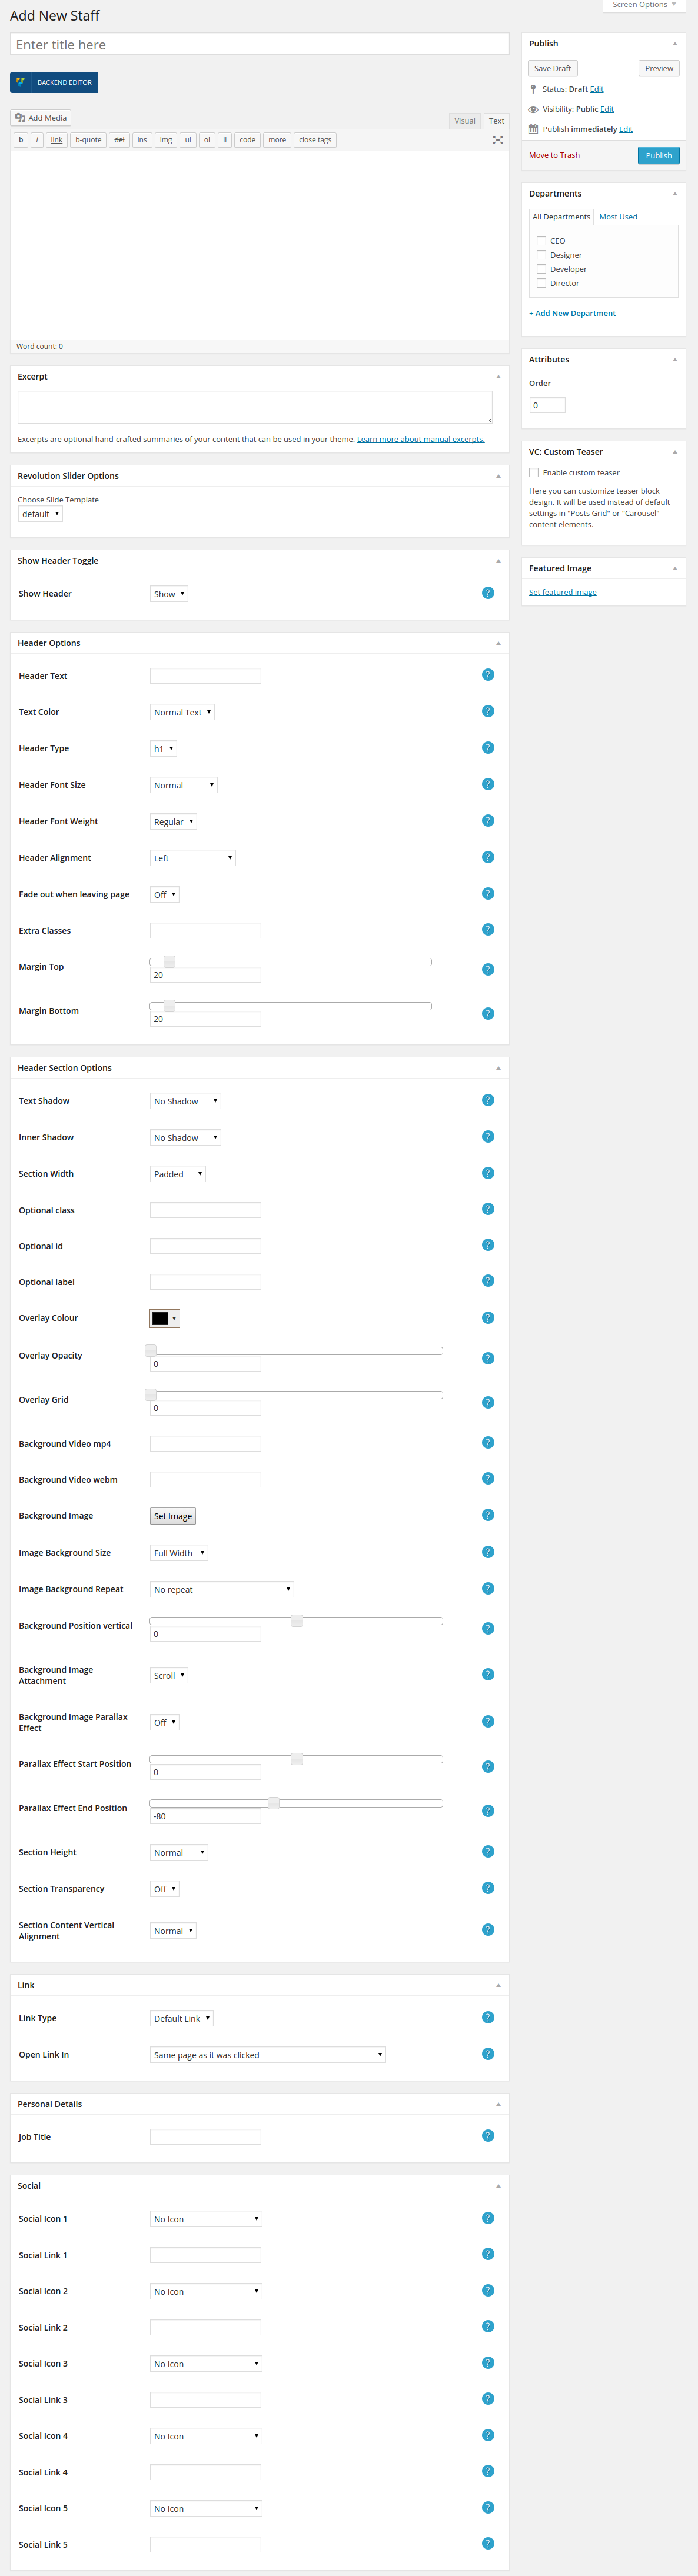 Screen Options
Add New Staff
Enter title here
BACKEND EDITOR
Add Media
Visual Text
b i link b-quote del ins img ul ol li code more close tags
Word count: 0
Excerpt
Excerpts are optional hand-crafted summaries of your content that can be used in your theme. Learn more about manual excerpts.
Revolution Slider Options
Choose Slide Template
default
Show Header Toggle
Show Header Show ?
Header Options
Header Text ?
Text Color Normal Text ?
Header Type h1 ?
Header Font Size Normal ?
Header Font Weight Regular ?
Header Alignment Left ?
Fade out when leaving page Off ?
Extra Classes ?
Margin Top ?
20
Margin Bottom ?
20
Header Section Options
Text Shadow No Shadow ?
Inner Shadow No Shadow ?
Section Width Padded ?
Optional class ?
Optional id ?
Optional label ?
Overlay Colour ?
Overlay Opacity ?
0
Overlay Grid ?
0
Background Video mp4 ?
Background Video webm ?
Background Image Set Image ?
Image Background Size Full Width ?
Image Background Repeat No repeat ?
Background Position vertical ?
0
Background Image
Attachment Scroll ?
Background Image Parallax
Effect Off ?
Parallax Effect Start Position ?
0
Parallax Effect End Position ?
-80
Section Height Normal ?
Section Transparency Off ?
Section Content Vertical
Alignment Normal ?
Link
Link Type Default Link ?
Open Link In Same page as it was clicked ?
Personal Details
Job Title ?
Social
Social Icon 1 No Icon ?
Social Link 1 ?
Social Icon 2 No Icon ?
Social Link 2 ?
Social Icon 3 No Icon ?
Social Link 3 ?
Social Icon 4 No Icon ?
Social Link 4 ?
Social Icon 5 No Icon ?
Social Link 5 ?
Publish
Save Draft Preview
Status: Draft Edit
Visibility: Public Edit
Publish immediately Edit
Move to Trash Publish
Departments
All Departments Most Used
CEO
Designer
Developer
Director
+ Add New Department
Attributes
Order
0
VC: Custom Teaser
Enable custom teaser
Here you can customize teaser block
design. It will be used instead of default
settings in "Posts Grid" or "Carousel"
content elements.
Featured Image
Set featured image